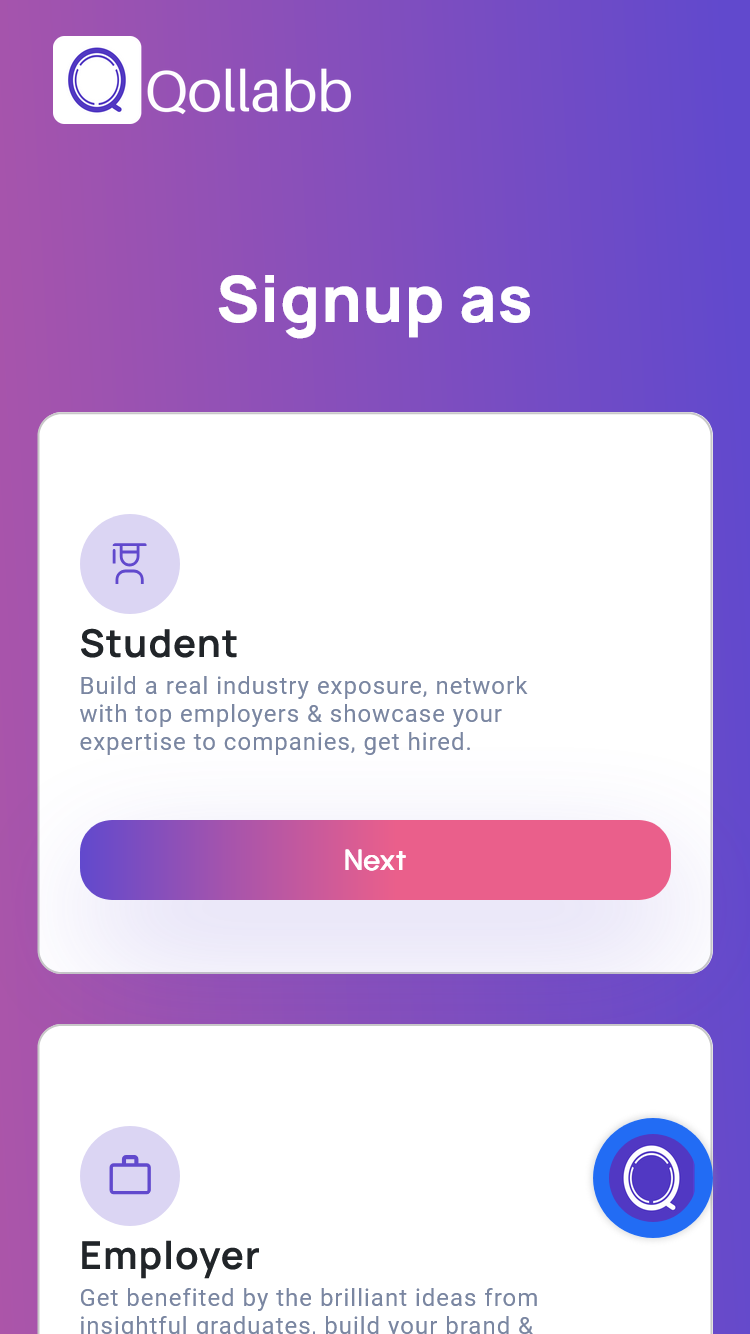 Qollabb
Signup as
Student
Build a real industry exposure, network
with top employers & showcase your
expertise to companies, get hired.
Next
Employer
Get benefited by the brilliant ideas from
insightful graduates, build your brand &